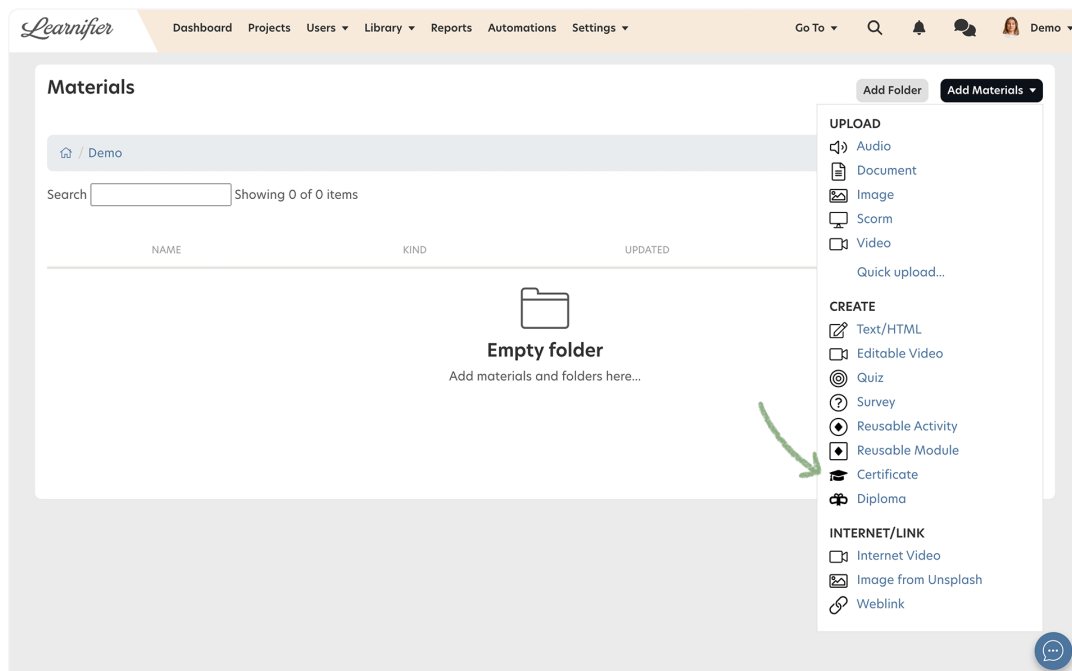 Learnifier Dashboard Projects Users Library Reports Automations Settings Go To Demo
Materials
Add Folder Add Materials
/ Demo
Search Showing 0 of 0 items
NAME KIND UPDATED
Empty folder
Add materials and folders here...
UPLOAD
Audio
Document
Image
Scorm
Video
Quick upload...
CREATE
Text/HTML
Editable Video
Quiz
Survey
Reusable Activity
Reusable Module
Certificate
Diploma
INTERNET/LINK
Internet Video
Image from Unsplash
Weblink